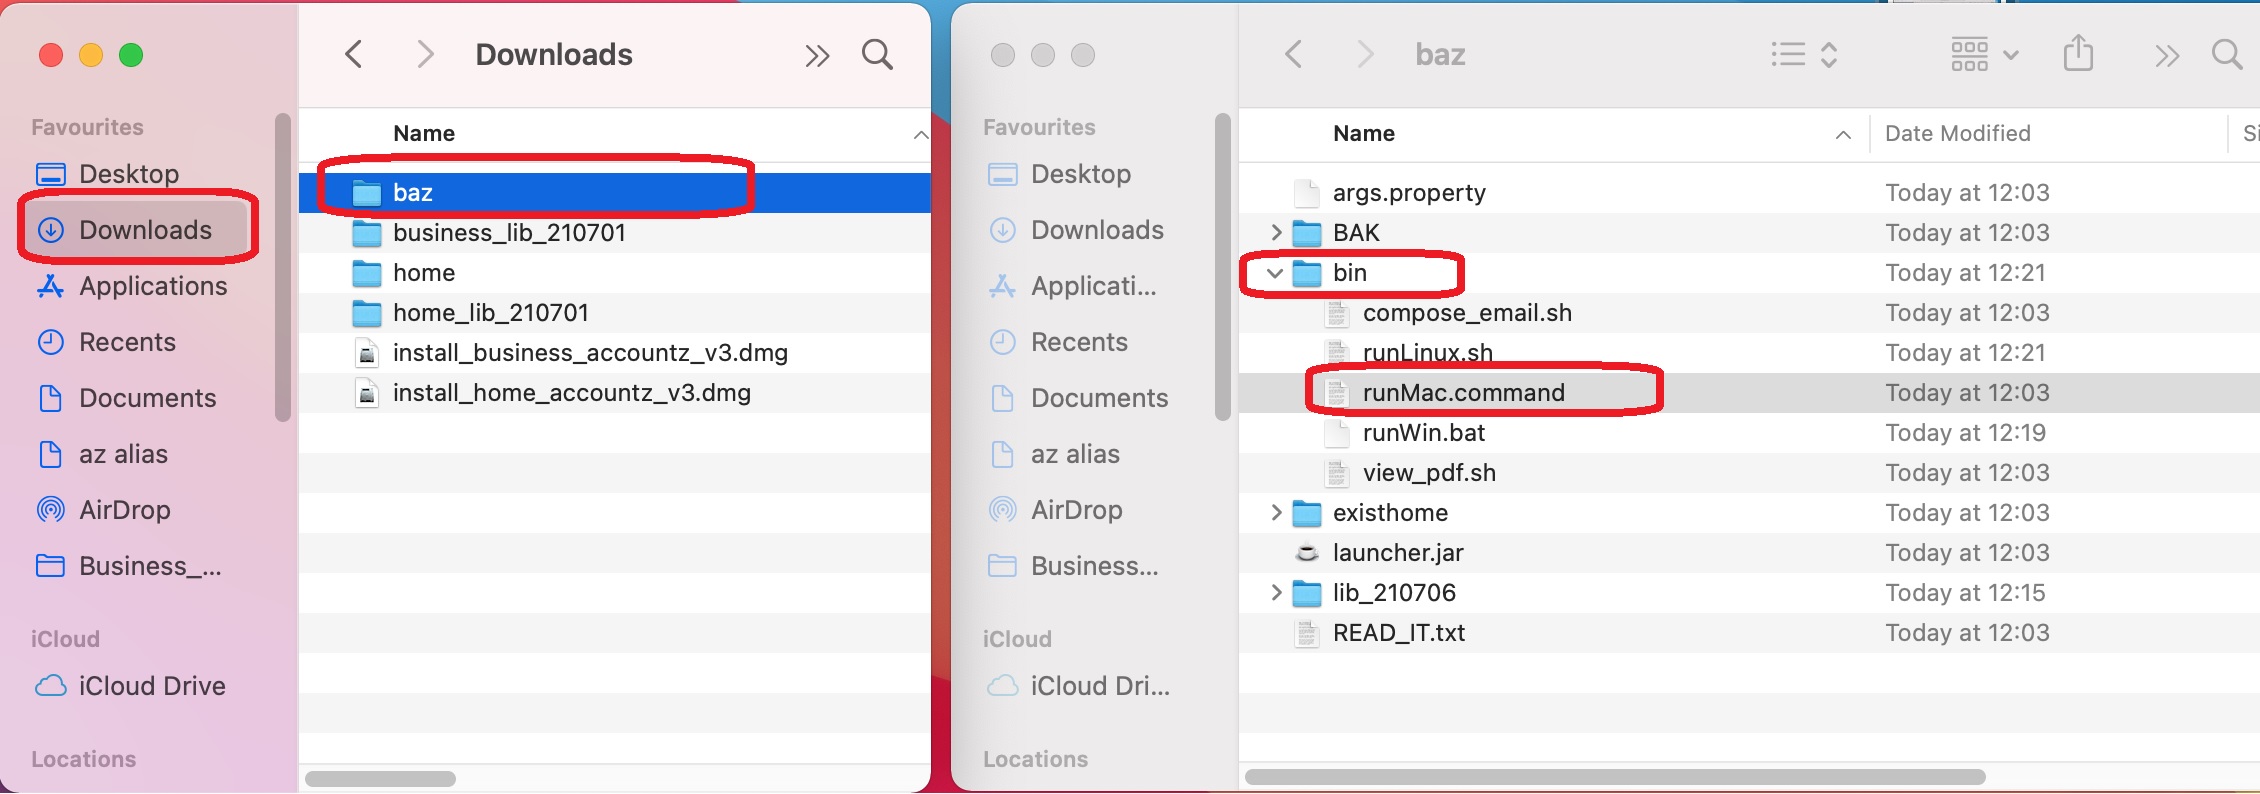 Downloads
Favourites
Desktop
Downloads
Applications
Recents
Documents
az alias
AirDrop
Business_...
iCloud
iCloud Drive
Locations
Name
baz
business_lib_210701
home
home_lib_210701
install_business_accountz_v3.dmg
install_home_accountz_v3.dmg
baz
Favourites
Desktop
Downloads
Applicati...
Recents
Documents
az alias
AirDrop
Business...
iCloud
iCloud Dri...
Locations
Name Date Modified Si
args.property Today at 12:03
BAK Today at 12:03
bin Today at 12:21
compose_email.sh Today at 12:03
runLinux.sh Today at 12:21
runMac.command Today at 12:03
runWin.bat Today at 12:19
view_pdf.sh Today at 12:03
existhome Today at 12:03
launcher.jar Today at 12:03
lib_210706 Today at 12:15
READ_IT.txt Today at 12:03